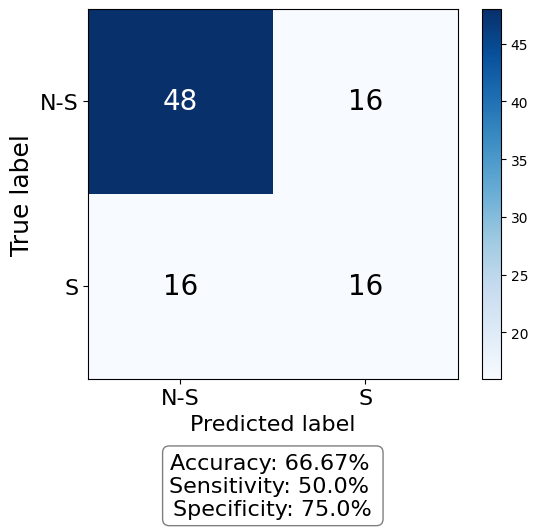 True label
N-S
48
16
S
16
16
N-S
S
Predicted label
45
40
35
30
25
20
Accuracy: 66.67%
Sensitivity: 50.0%
Specificity: 75.0%